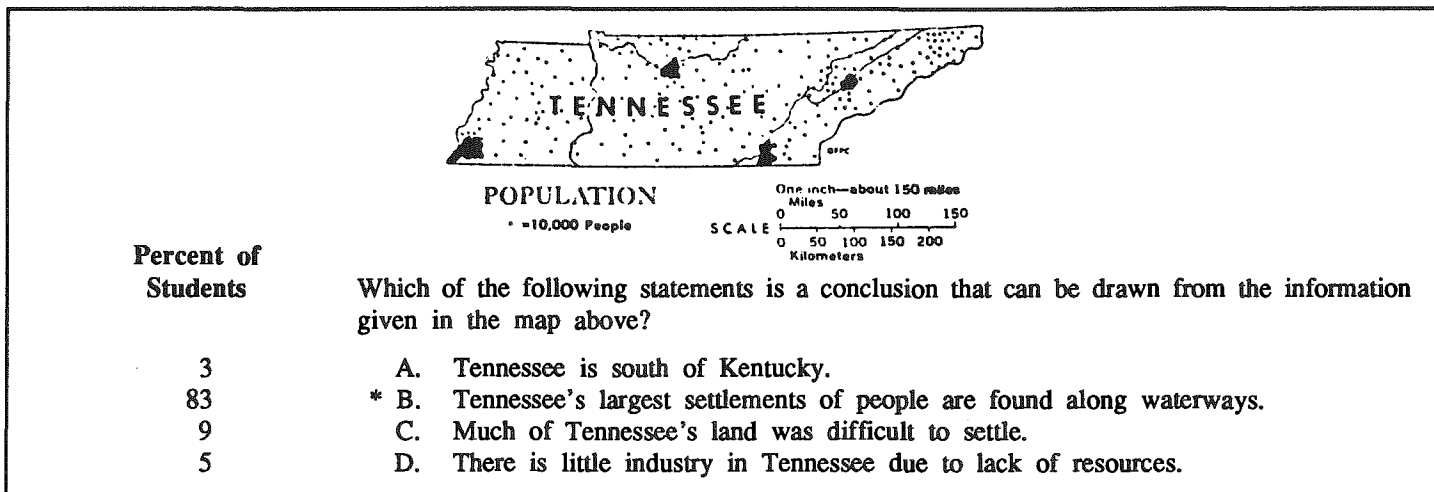 TENNESSEE
POPULATION
• =10,000 People
One inch—about 150 miles
Miles
0 50 100 150
SCALE
0 50 100 150 200
Kilometers
Percent of
Students
Which of the following statements is a conclusion that can be drawn from the information
given in the map above?
3 A. Tennessee is south of Kentucky.
83 * B. Tennessee's largest settlements of people are found along waterways.
9 C. Much of Tennessee's land was difficult to settle.
5 D. There is little industry in Tennessee due to lack of resources.